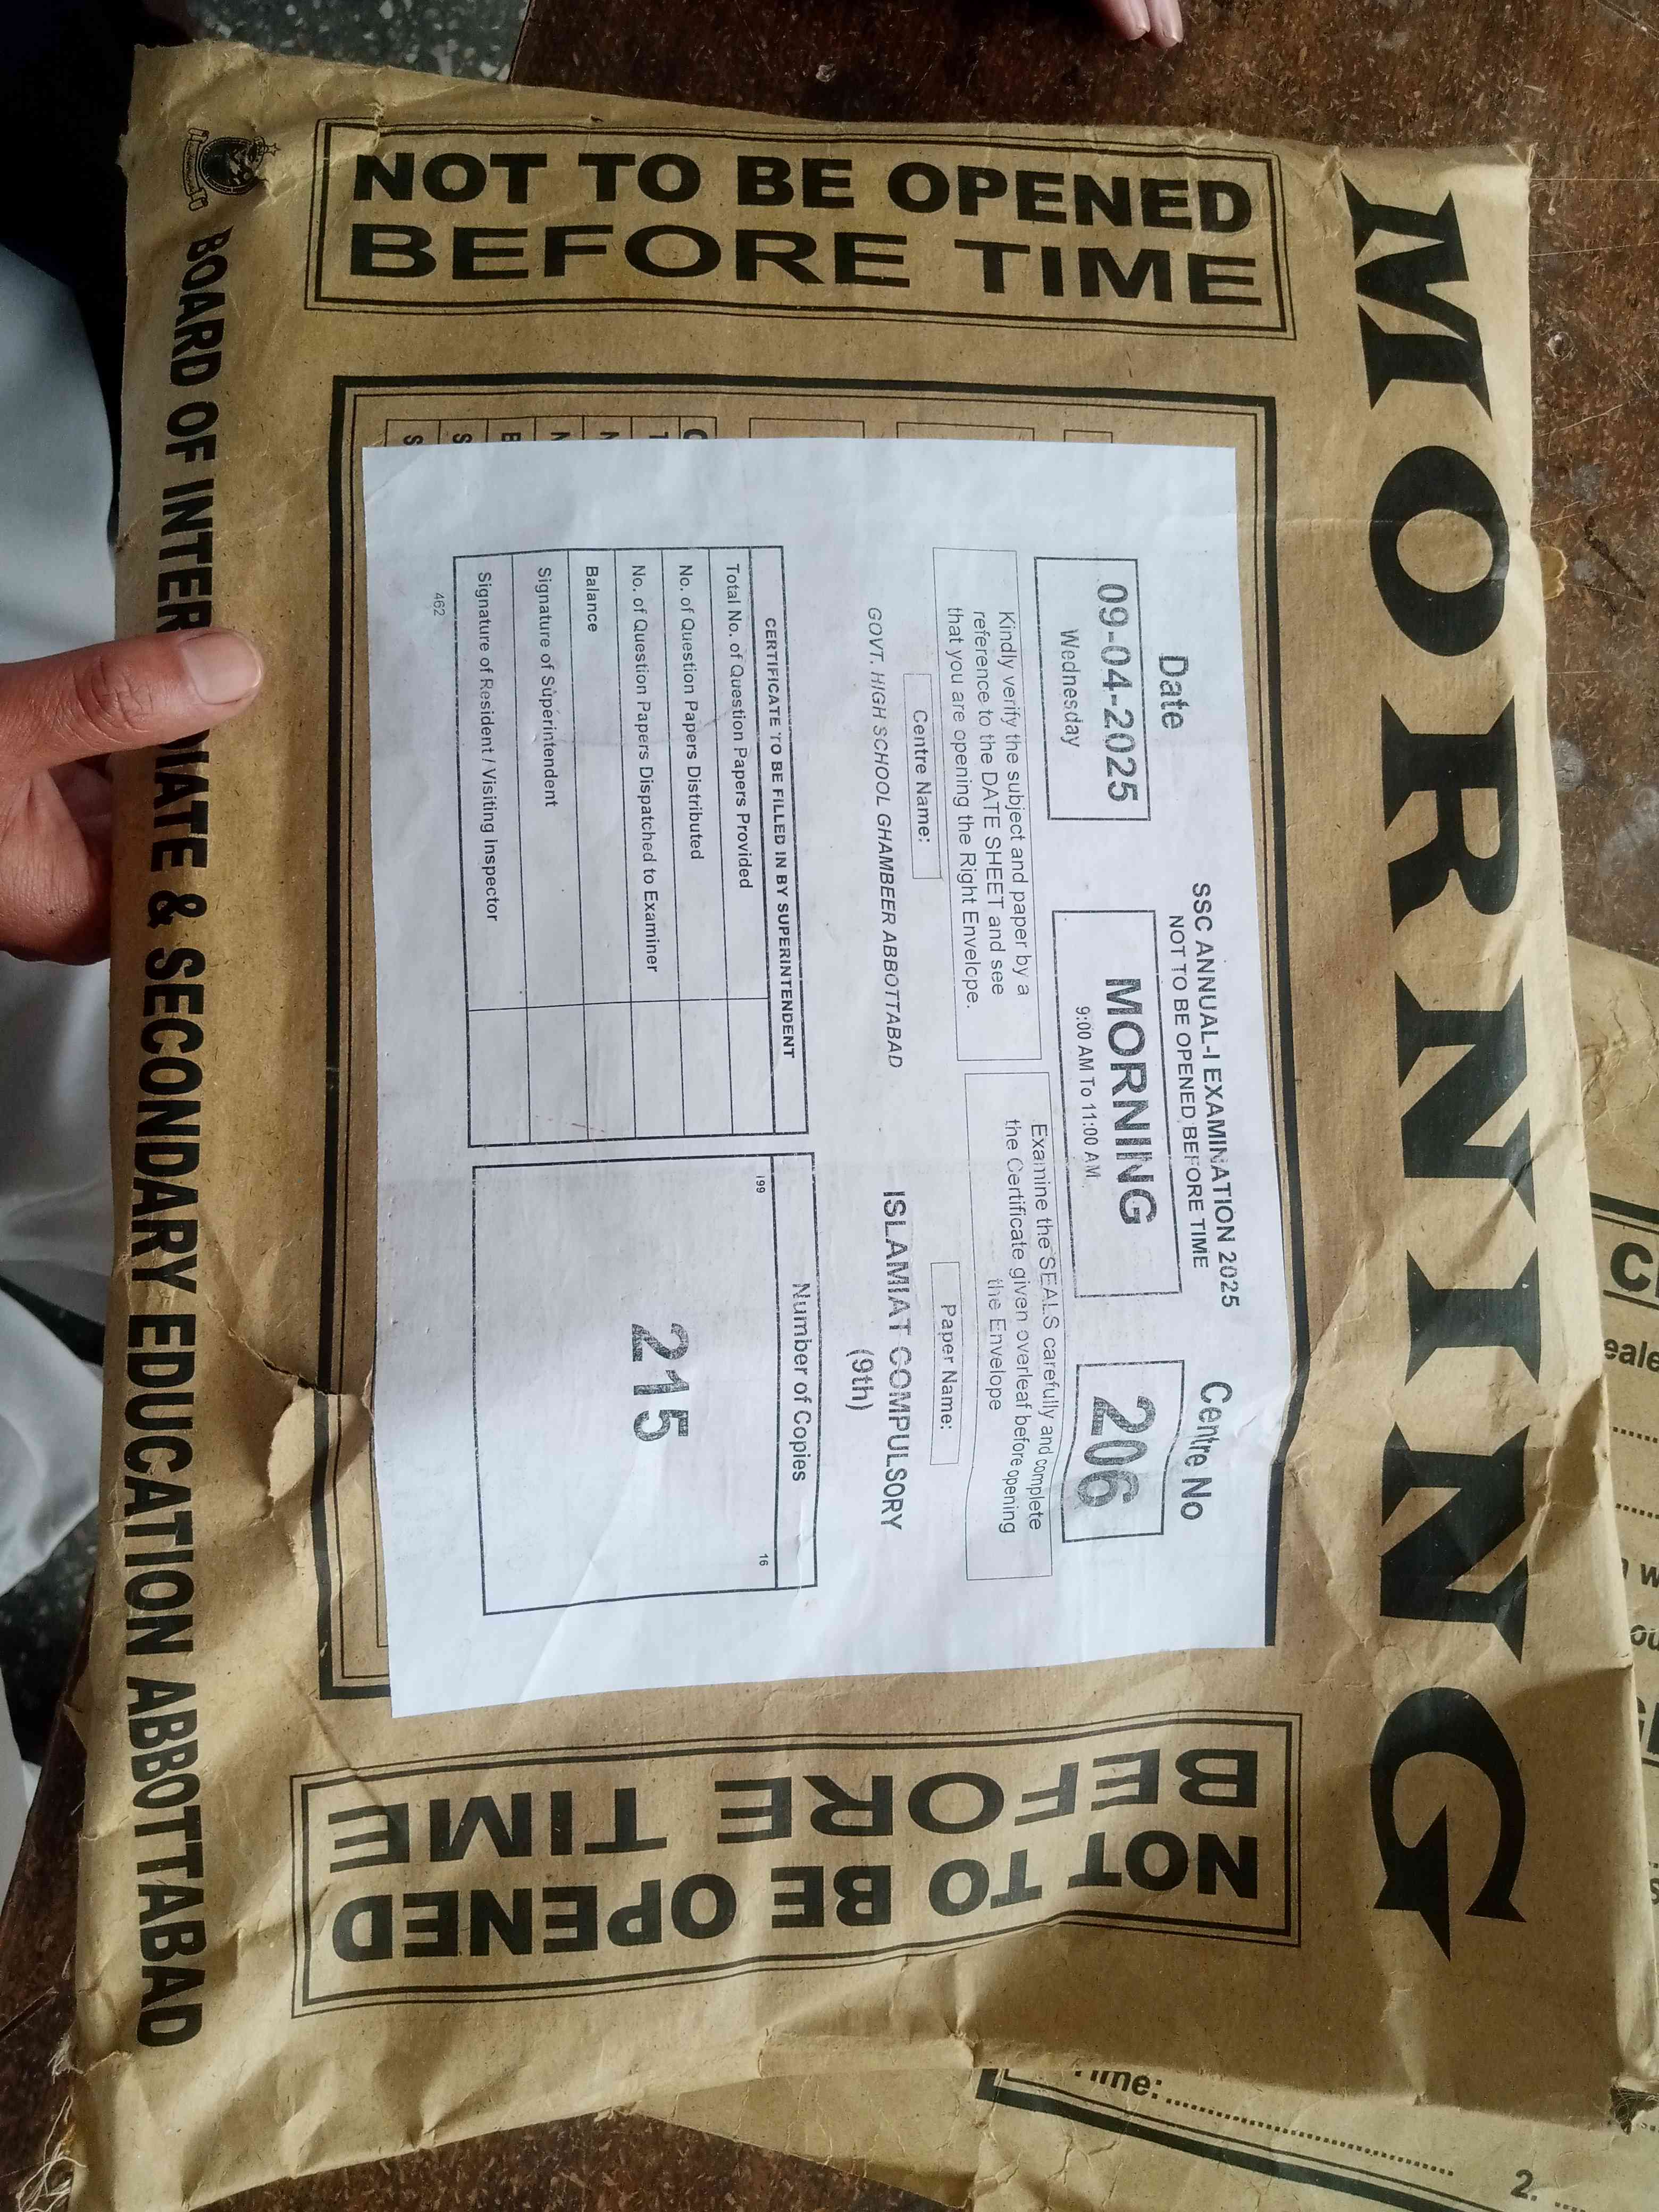 MORNING
NOT TO BE OPENED
BEFORE TIME
SSC ANNUAL-I EXAMINATION 2025
NOT TO BE OPENED BEFORE TIME
Date
09-04-2025
Wednesday
MORNING
9:00 AM To 11:00 AM
Centre No
206
Kindly verify the subject and paper by a
reference to the DATE SHEET and see
that you are opening the Right Envelope.
Examine the SEALS carefully and complete
the Certificate given overleaf before opening
the Envelope
Centre Name:
GOVT. HIGH SCHOOL GHAMBEER ABBOTTABAD
Paper Name:
ISLAMIAT COMPULSORY
(9th)
CERTIFICATE TO BE FILLED IN BY SUPERINTENDENT
Total No. of Question Papers Provided
No. of Question Papers Distributed
No. of Question Papers Dispatched to Examiner
Balance
Signature of Superintendent
Signature of Resident / Visiting Inspector
462
Number of Copies
199
16
215
NOT TO BE OPENED
BEFORE TIME
BOARD OF INTER DIATE & SECONDARY EDUCATION ABBOTTABAD
2.